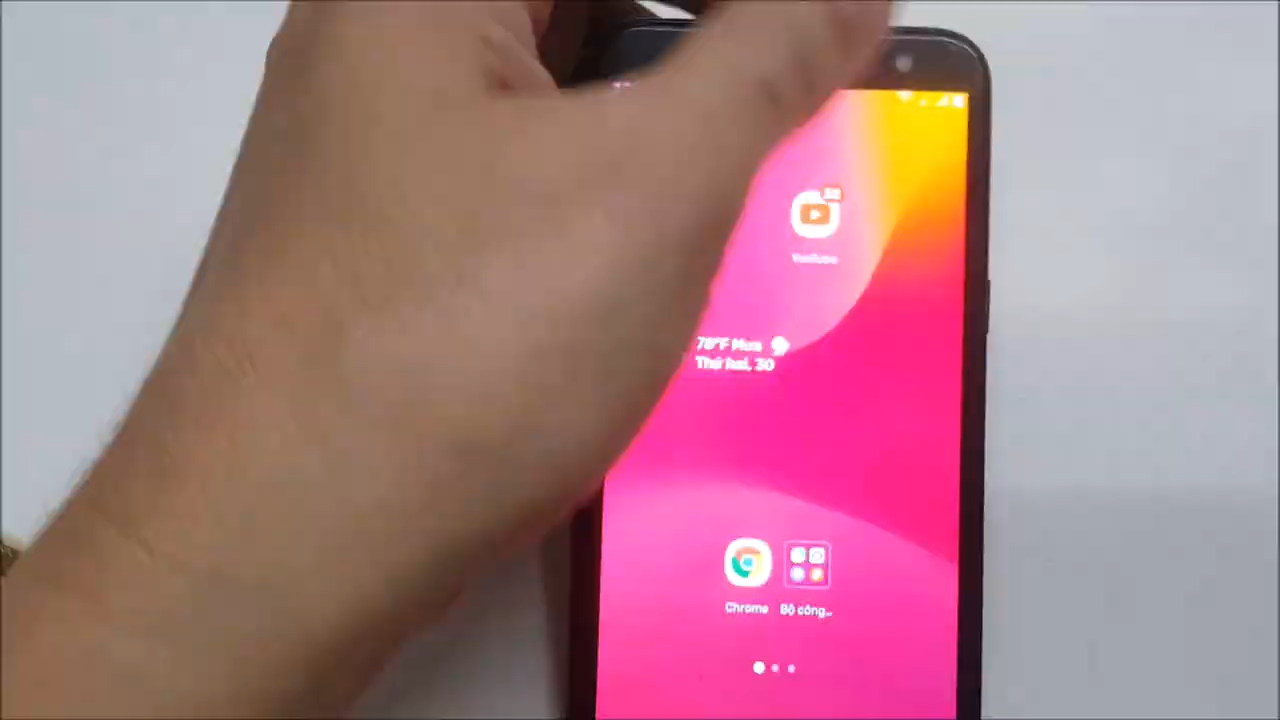 YouTube
78°F Mưa
Thứ hai, 30
Chrome
Bộ công...